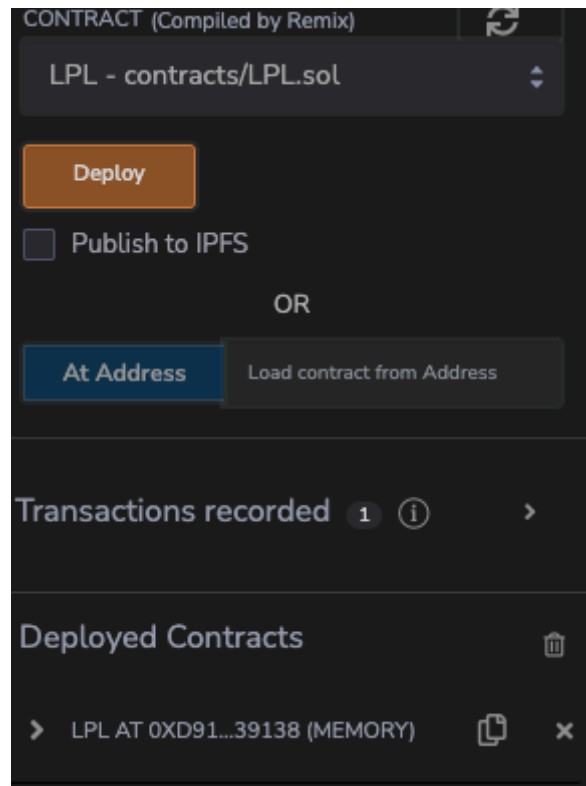 CONTRACT (Compiled by Remix)
LPL - contracts/LPL.sol
Deploy
Publish to IPFS
OR
At Address Load contract from Address
Transactions recorded 1 i
Deployed Contracts
LPL AT 0XD91...39138 (MEMORY)